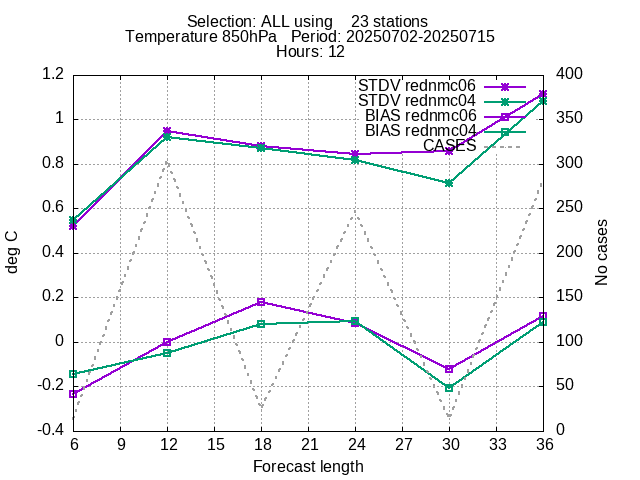 Selection: ALL using    23 stations
Temperature 850hPa   Period: 20250702-20250715
Hours: 12
1.2
1
0.8
0.6
0.4
0.2
0
-0.2
-0.4
deg C
400
350
300
250
200
150
100
50
0
No cases
STDV rednmc06
STDV rednmc04
BIAS rednmc06
BIAS rednmc04
CASES
6 9 12 15 18 21 24 27 30 33 36
Forecast length